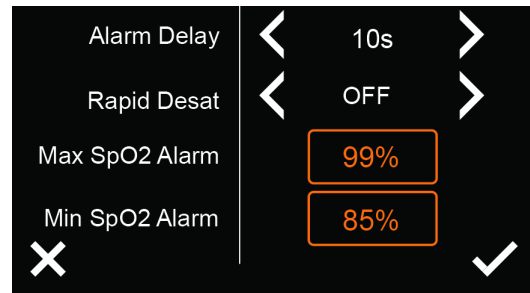 Alarm Delay 10s
Rapid Desat OFF
Max SpO2 Alarm 99%
Min SpO2 Alarm 85%